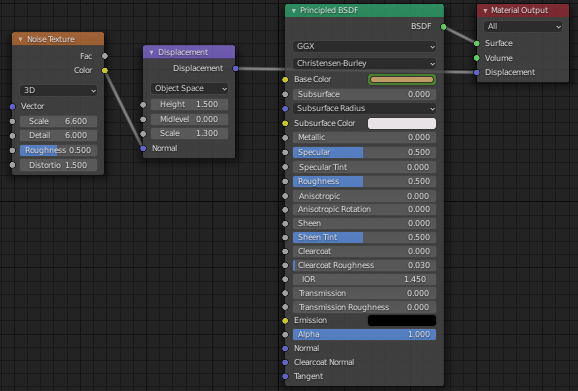 Noise Texture
Fac
Color
3D
Vector
Scale 6.600
Detail 6.000
Roughness 0.500
Distortio 1.500
Displacement
Displacement
Object Space
Height 1.500
Midlevel 0.000
Scale 1.300
Normal
Principled BSDF
BSDF
GGX
Christensen-Burley
Base Color
Subsurface 0.000
Subsurface Radius
Subsurface Color
Metallic 0.000
Specular 0.500
Specular Tint 0.000
Roughness 0.500
Anisotropic 0.000
Anisotropic Rotation 0.000
Sheen 0.000
Sheen Tint 0.500
Clearcoat 0.000
Clearcoat Roughness 0.030
IOR 1.450
Transmission 0.000
Transmission Roughness 0.000
Emission
Alpha 1.000
Normal
Clearcoat Normal
Tangent
Material Output
All
Surface
Volume
Displacement